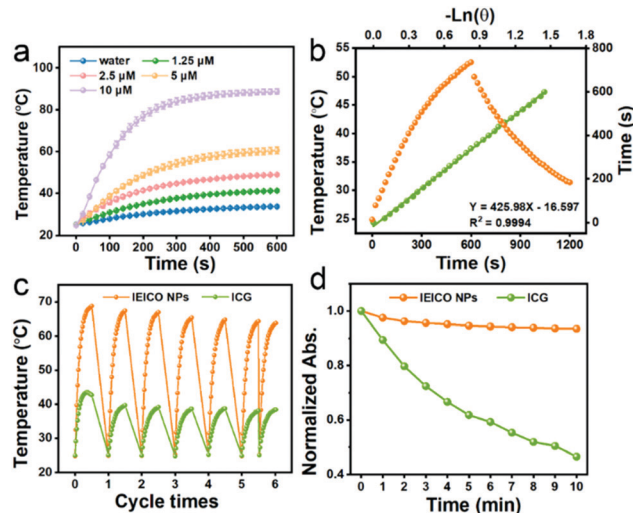 a
water
1.25 μM
2.5 μM
5 μM
10 μM
Temperature (°C)
100
80
60
40
20
0 100 200 300 400 500 600
Time (s)
b
-Ln(θ)
0.0 0.4 0.8 1.2 1.6
Temperature (°C)
55
50
45
40
35
30
25
800
600
400
200
0
Time (s)
Y = 425.98X - 16.597
R² = 0.9994
0 300 600 900 1200
Time (s)
c
IEICO NPs
ICG
Temperature (°C)
70
60
50
40
30
20
0 1 2 3 4 5 6
Cycle times
d
IEICO NPs
ICG
Normalized Abs.
1.0
0.8
0.6
0.4
0 1 2 3 4 5 6 7 8 9 10
Time (min)